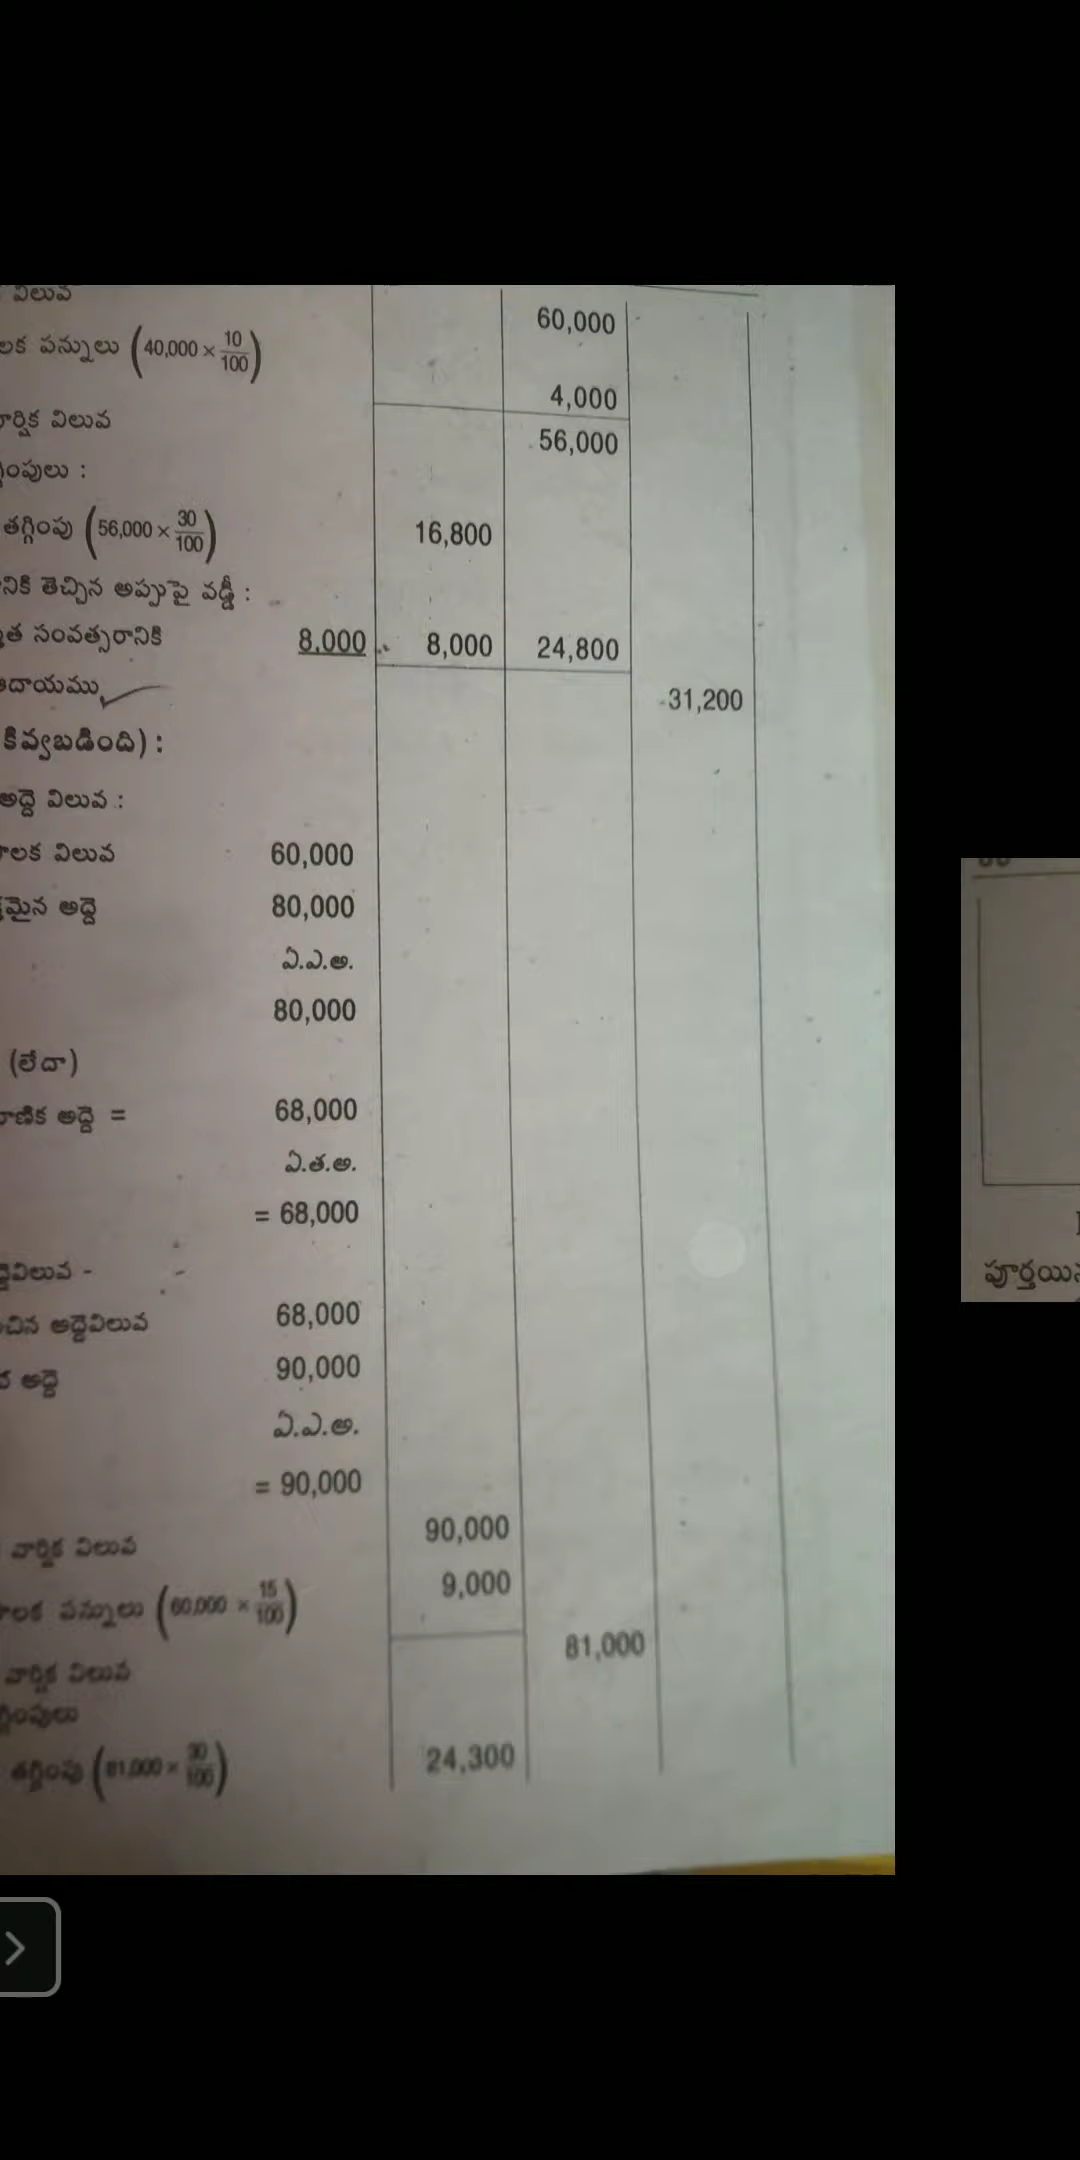 విలువ
60,000
లక పన్నులు (40,000 × 10/100)
4,000
ార్షిక విలువ
56,000
్గింపులు :
తగ్గింపు (56,000 × 30/100) 16,800
నికి తెచ్చిన అప్పుపై వడ్డీ :
్మత సంవత్సరానికి 8,000 8,000 24,800
ఆదాయము 31,200
కివ్వబడింది) :
అద్దె విలువ :
ాలక విలువ 60,000
్తమైన అద్దె 80,000
ఏ.ఎ.అ.
80,000
(లేదా)
ాణిక అద్దె = 68,000
ఏ.త.అ.
= 68,000
ద్దెవిలువ -
ంచిన అద్దెవిలువ 68,000
వ అద్దె 90,000
ఏ.ఎ.అ.
= 90,000
వార్షిక విలువ 90,000
ాలక పన్నులు (60,000 × 15/100) 9,000
వార్షిక విలువ 81,000
్గింపులు
తగ్గింపు (81,000 × 30/100) 24,300
పూర్తయిన